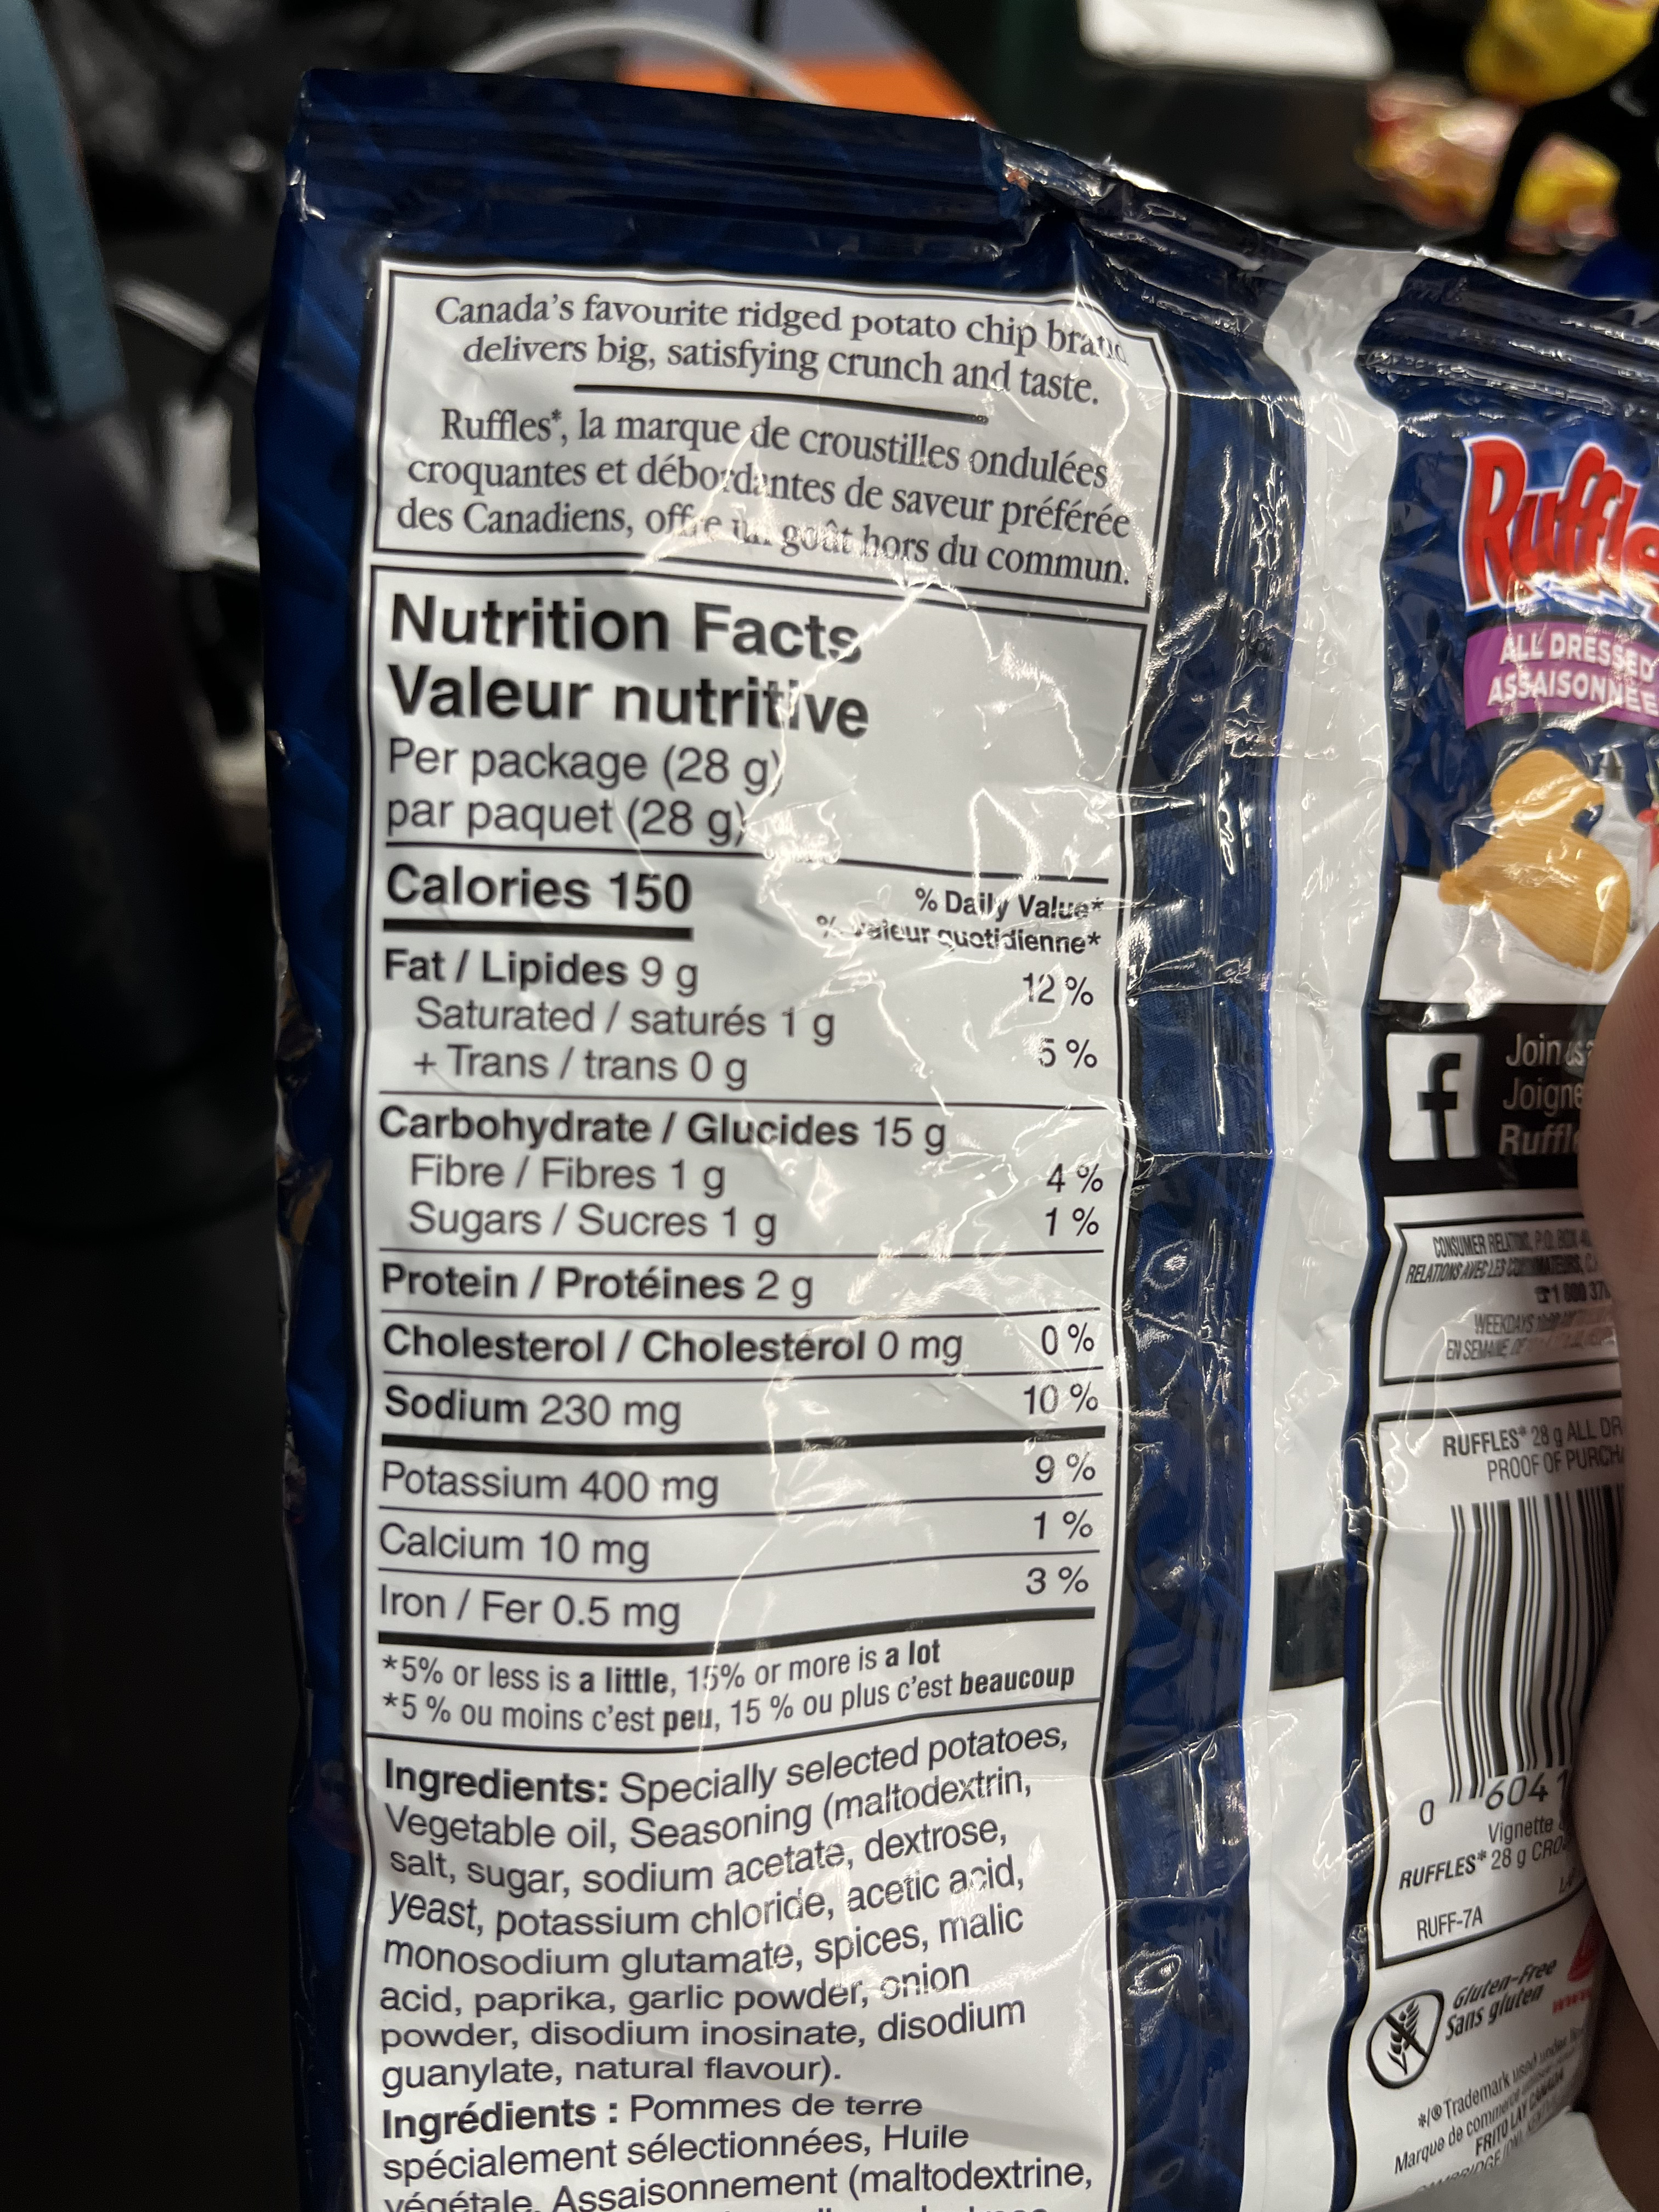 Canada's favourite ridged potato chip brand
delivers big, satisfying crunch and taste.
Ruffles*, la marque de croustilles ondulées
croquantes et débordantes de saveur préférée
des Canadiens, offre un goût hors du commun.
Nutrition Facts
Valeur nutritive
Per package (28 g)
par paquet (28 g)
Calories 150
% Daily Value*
% valeur quotidienne*
Fat / Lipides 9 g 12 %
Saturated / saturés 1 g
+ Trans / trans 0 g 5 %
Carbohydrate / Glucides 15 g
Fibre / Fibres 1 g 4 %
Sugars / Sucres 1 g 1 %
Protein / Protéines 2 g
Cholesterol / Cholestérol 0 mg 0 %
Sodium 230 mg 10 %
Potassium 400 mg 9 %
Calcium 10 mg 1 %
Iron / Fer 0.5 mg 3 %
*5% or less is a little, 15% or more is a lot
*5 % ou moins c'est peu, 15 % ou plus c'est beaucoup
Ingredients: Specially selected potatoes,
Vegetable oil, Seasoning (maltodextrin,
salt, sugar, sodium acetate, dextrose,
yeast, potassium chloride, acetic acid,
monosodium glutamate, spices, malic
acid, paprika, garlic powder, onion
powder, disodium inosinate, disodium
guanylate, natural flavour).
Ingrédients : Pommes de terre
spécialement sélectionnées, Huile
végétale, Assaisonnement (maltodextrine,
Ruffle
ALL DRESSED
ASSAISONNÉE
f
Join us
Joigne
Ruffl
CONSUMER RELATIONS, P.O. BOX
RELATIONS AVEC LES CONSOMMATEURS,
1 800 37
WEEKDAYS
EN SEMAINE DE
RUFFLES* 28 g ALL DR
PROOF OF PURCH
0 604
Vignette
RUFFLES* 28 g CRO
RUFF-7A
Gluten-Free
Sans gluten
*/® Trademark used under
Marque de commerce
FRITO LAY CANADA